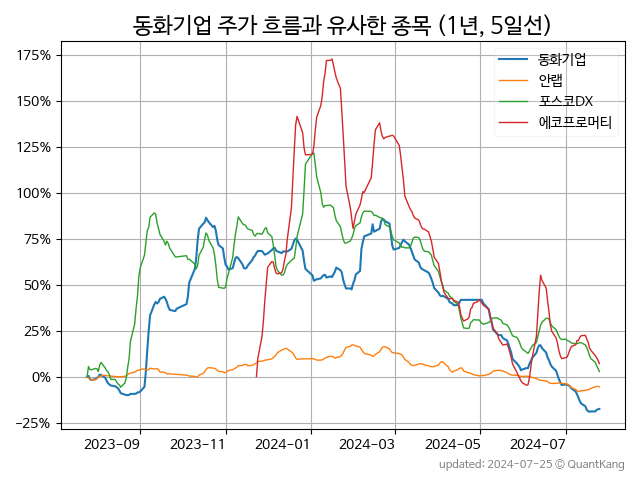 동화기업 주가 흐름과 유사한 종목 (1년, 5일선)
175%
150%
125%
100%
75%
50%
25%
0%
−25%
동화기업
안랩
포스코DX
에코프로머티
2023-09
2023-11
2024-01
2024-03
2024-05
2024-07
updated: 2024-07-25 © QuantKang